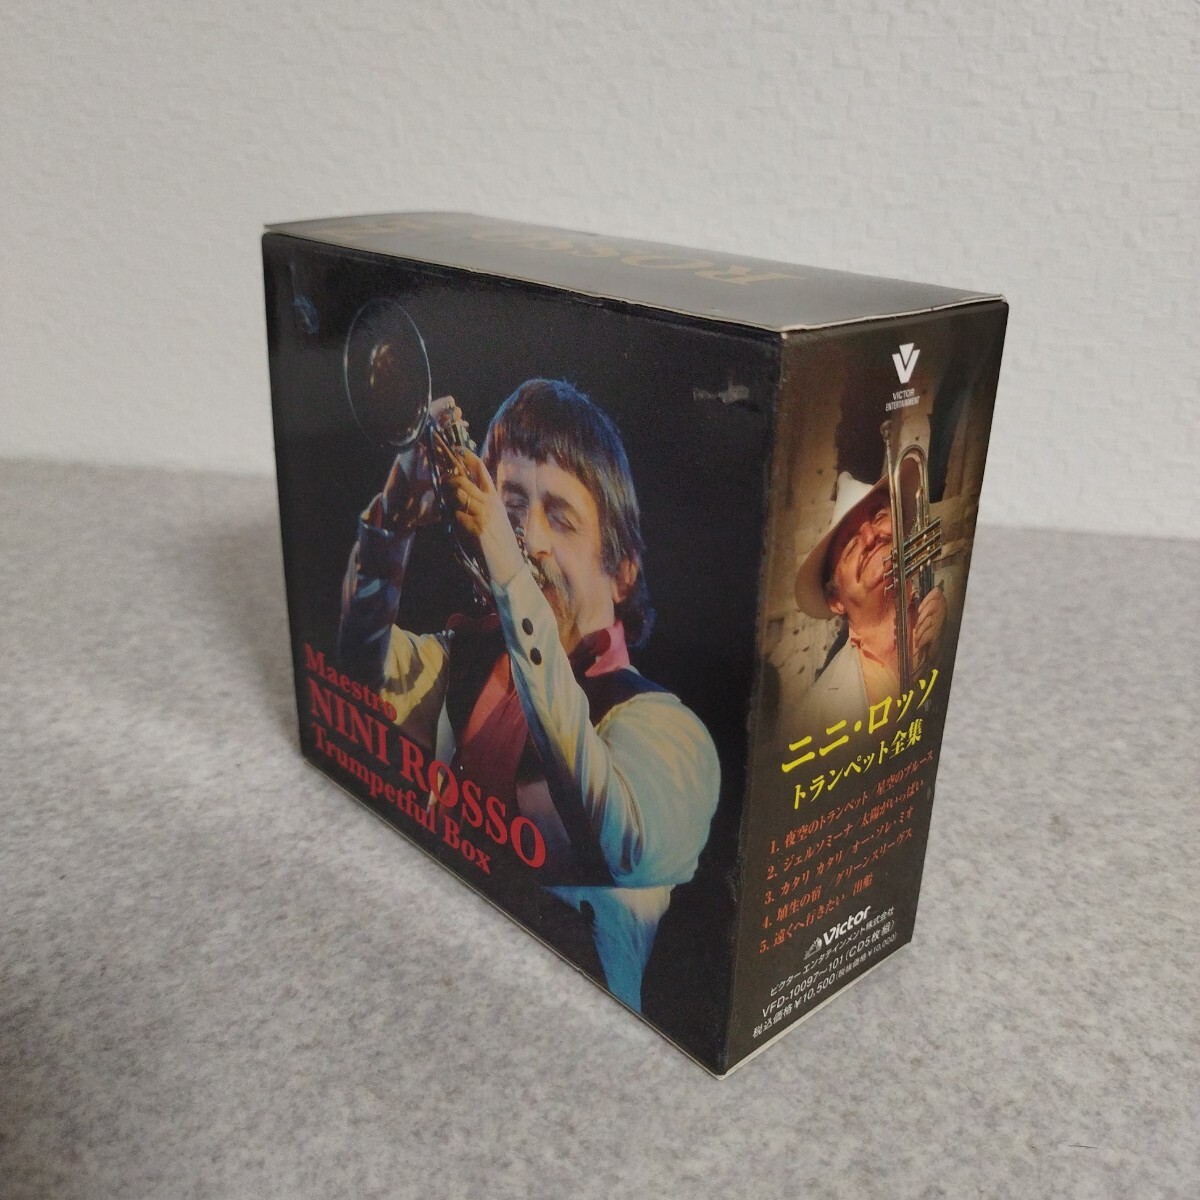 ROSSO
Maestro
NINI ROSSO
Trumpetful Box
VICTOR
ENTERTAINMENT
ニニ・ロッソ
トランペット全集
1. 夜空のトランペット/星空のブルース
2. ジェルソミーナ/太陽がいっぱい
3. カタリ カタリ/オー・ソレ・ミオ
4. 埴生の宿/グリーンスリーヴス
5. 遠くへ行きたい/出船
Victor
ビクターエンタテインメント株式会社
VFD-10097〜101(CD5枚組)
税込価格¥10,500(税抜価格¥10,000)